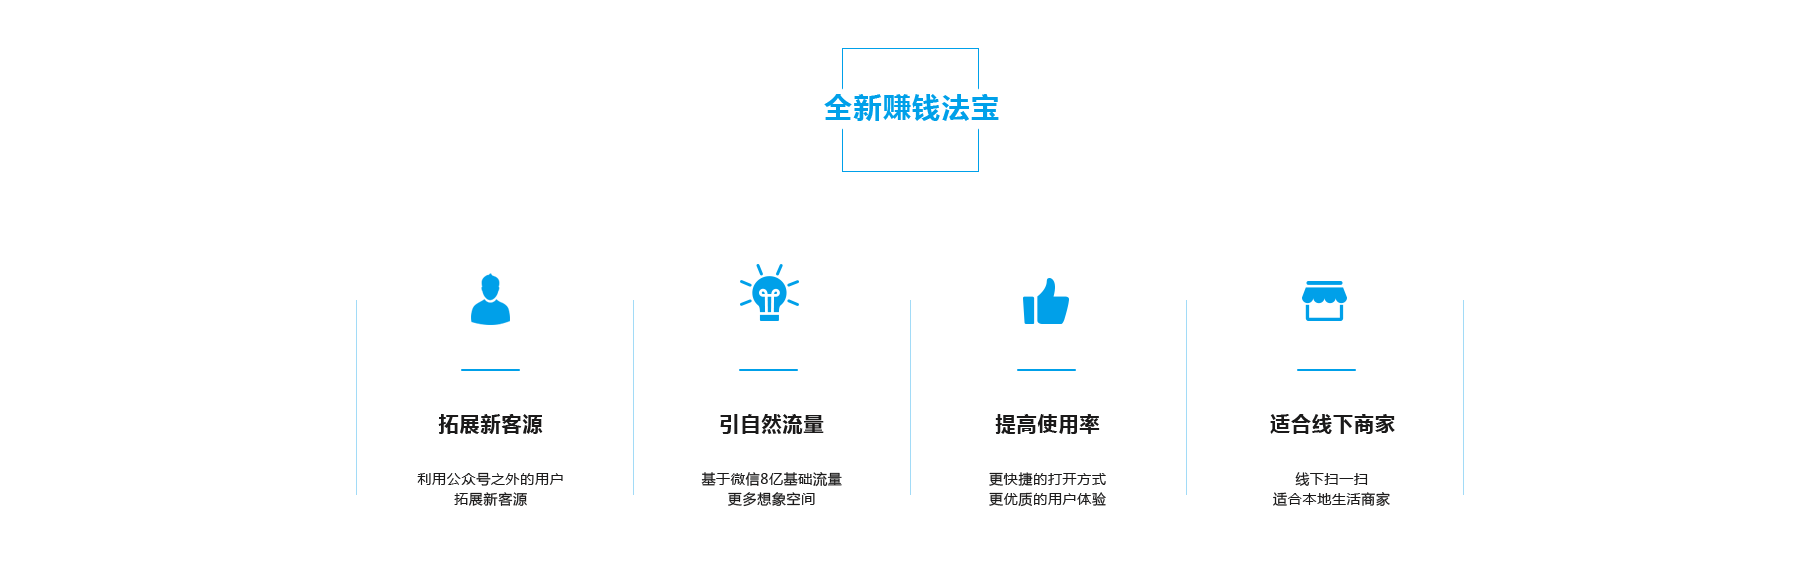 全新赚钱法宝
拓展新客源
利用公众号之外的用户
拓展新客源
引自然流量
基于微信8亿基础流量
更多想象空间
提高使用率
更快捷的打开方式
更优质的用户体验
适合线下商家
线下扫一扫
适合本地生活商家